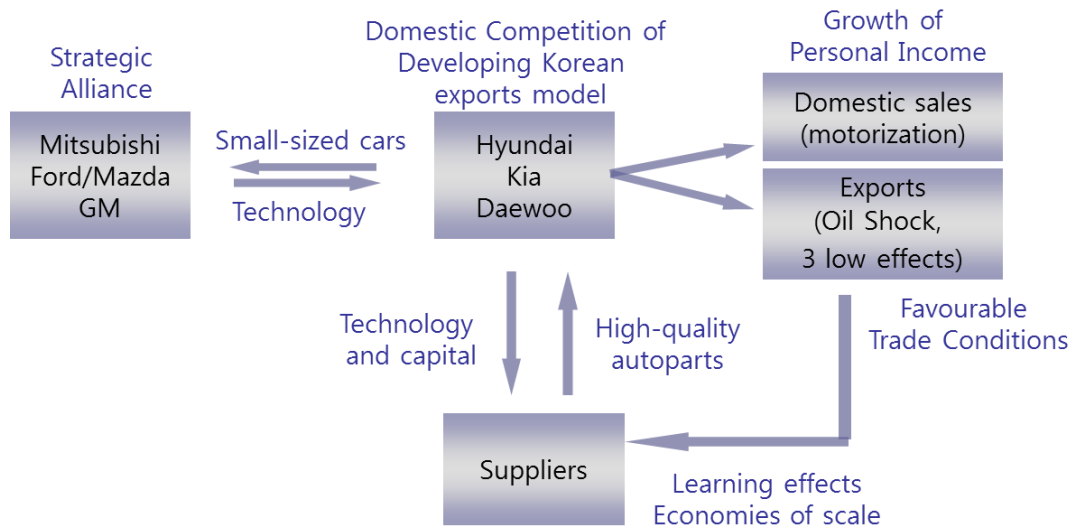 Strategic
Alliance
Mitsubishi
Ford/Mazda
GM
Small-sized cars
Technology
Domestic Competition of
Developing Korean
exports model
Hyundai
Kia
Daewoo
Growth of
Personal Income
Domestic sales
(motorization)
Exports
(Oil Shock,
3 low effects)
Technology
and capital
High-quality
autoparts
Favourable
Trade Conditions
Suppliers
Learning effects
Economies of scale